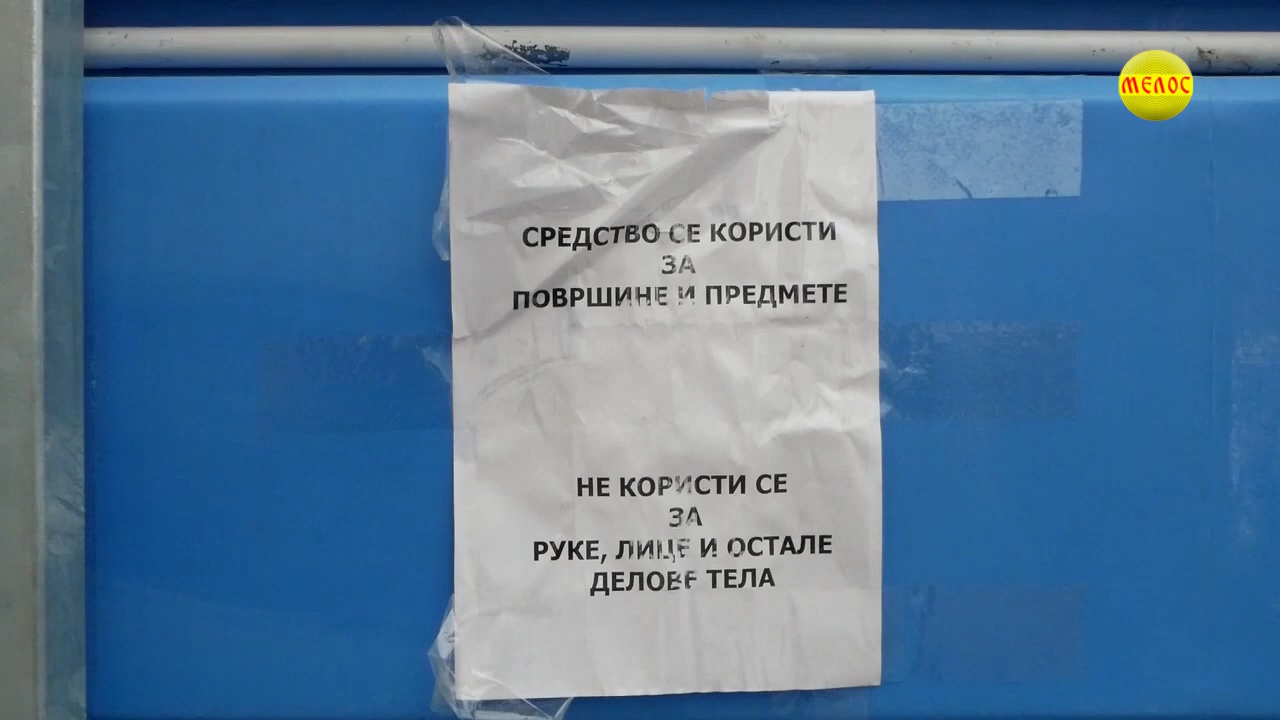 МЕЛОС
СРЕДСТВО СЕ КОРИСТИ
ЗА
ПОВРШИНЕ И ПРЕДМЕТЕ
НЕ КОРИСТИ СЕ
ЗА
РУКЕ, ЛИЦЕ И ОСТАЛЕ
ДЕЛОВЕ ТЕЛА